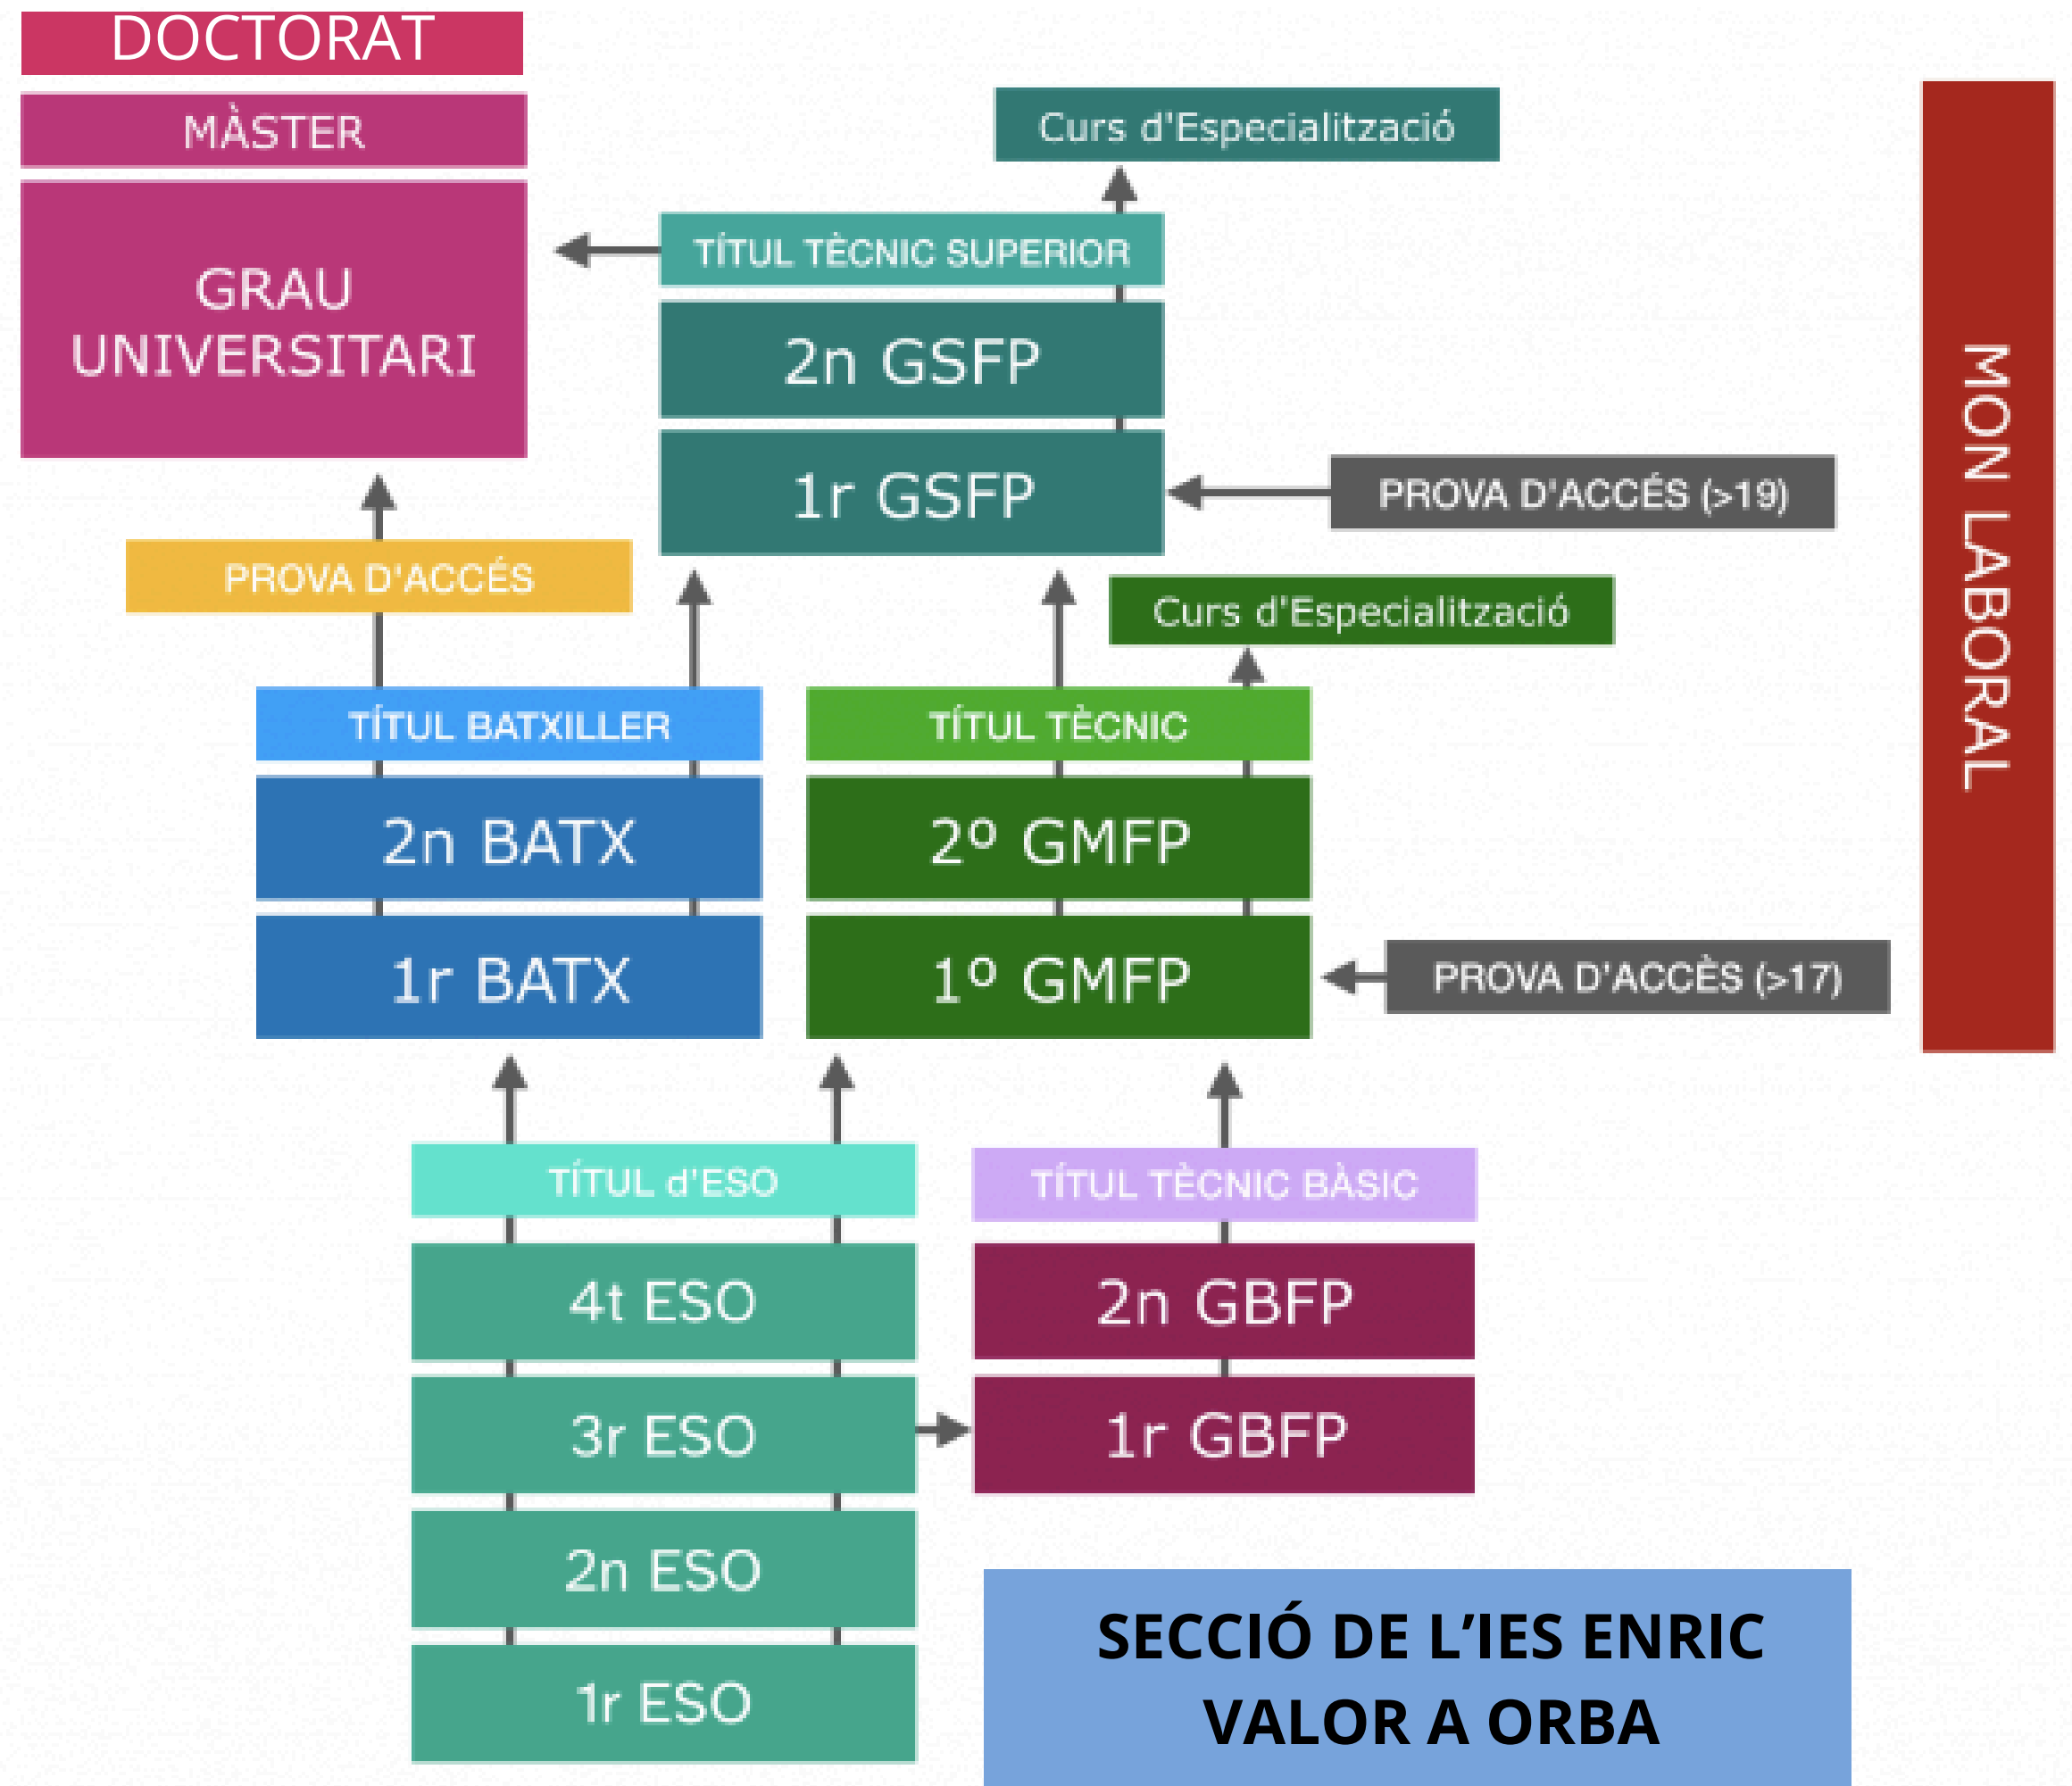 DOCTORAT
MÀSTER
GRAU
UNIVERSITARI
Curs d'Especialització
TÍTUL TÈCNIC SUPERIOR
2n GSFP
1r GSFP
PROVA D'ACCÉS (>19)
PROVA D'ACCÉS
Curs d'Especialització
TÍTUL BATXILLER
2n BATX
1r BATX
TÍTUL TÈCNIC
2º GMFP
1º GMFP
PROVA D'ACCÈS (>17)
MON LABORAL
TÍTUL d'ESO
4t ESO
3r ESO
2n ESO
1r ESO
TÍTUL TÈCNIC BÀSIC
2n GBFP
1r GBFP
SECCIÓ DE L’IES ENRIC
VALOR A ORBA